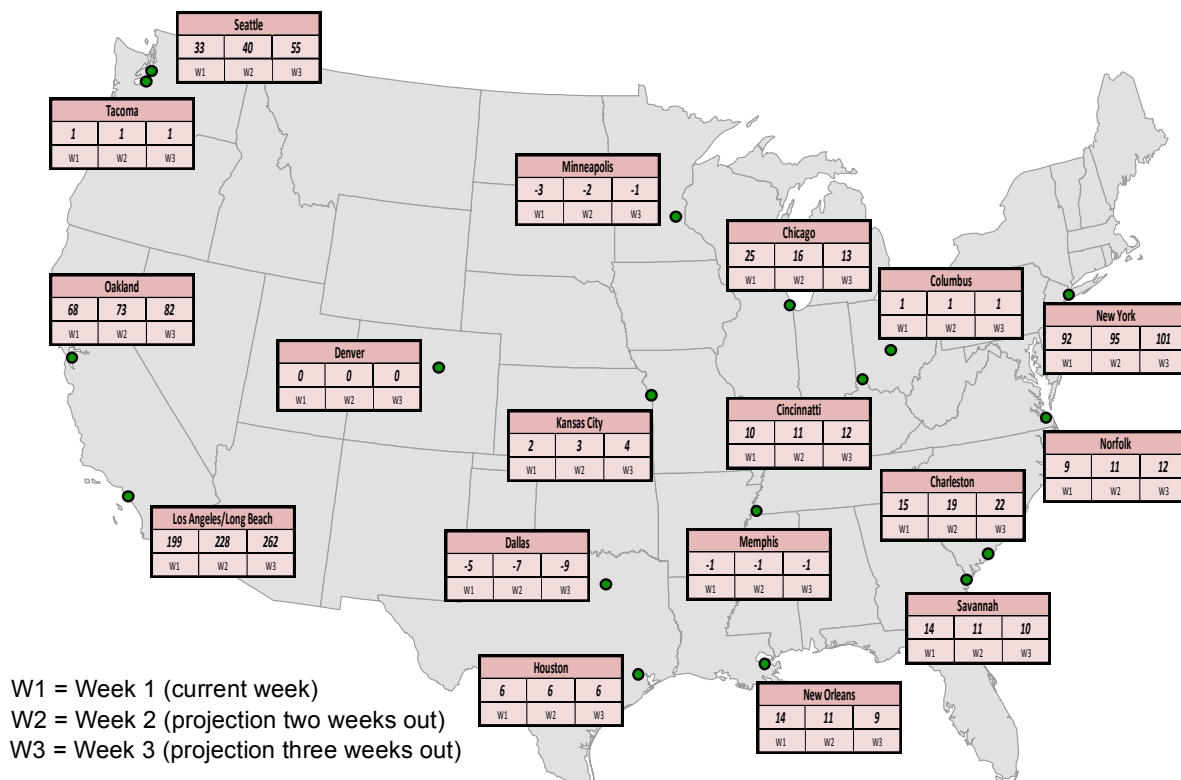 Seattle
33 40 55
W1 W2 W3
Tacoma
1 1 1
W1 W2 W3
Minneapolis
-3 -2 -1
W1 W2 W3
Chicago
25 16 13
W1 W2 W3
Columbus
1 1 1
W1 W2 W3
Oakland
68 73 82
W1 W2 W3
New York
92 95 101
W1 W2 W3
Denver
0 0 0
W1 W2 W3
Kansas City
2 3 4
W1 W2 W3
Cincinnatti
10 11 12
W1 W2 W3
Norfolk
9 11 12
W1 W2 W3
Charleston
15 19 22
W1 W2 W3
Los Angeles/Long Beach
199 228 262
W1 W2 W3
Dallas
-5 -7 -9
W1 W2 W3
Memphis
-1 -1 -1
W1 W2 W3
Savannah
14 11 10
W1 W2 W3
Houston
6 6 6
W1 W2 W3
New Orleans
14 11 9
W1 W2 W3
W1 = Week 1 (current week)
W2 = Week 2 (projection two weeks out)
W3 = Week 3 (projection three weeks out)